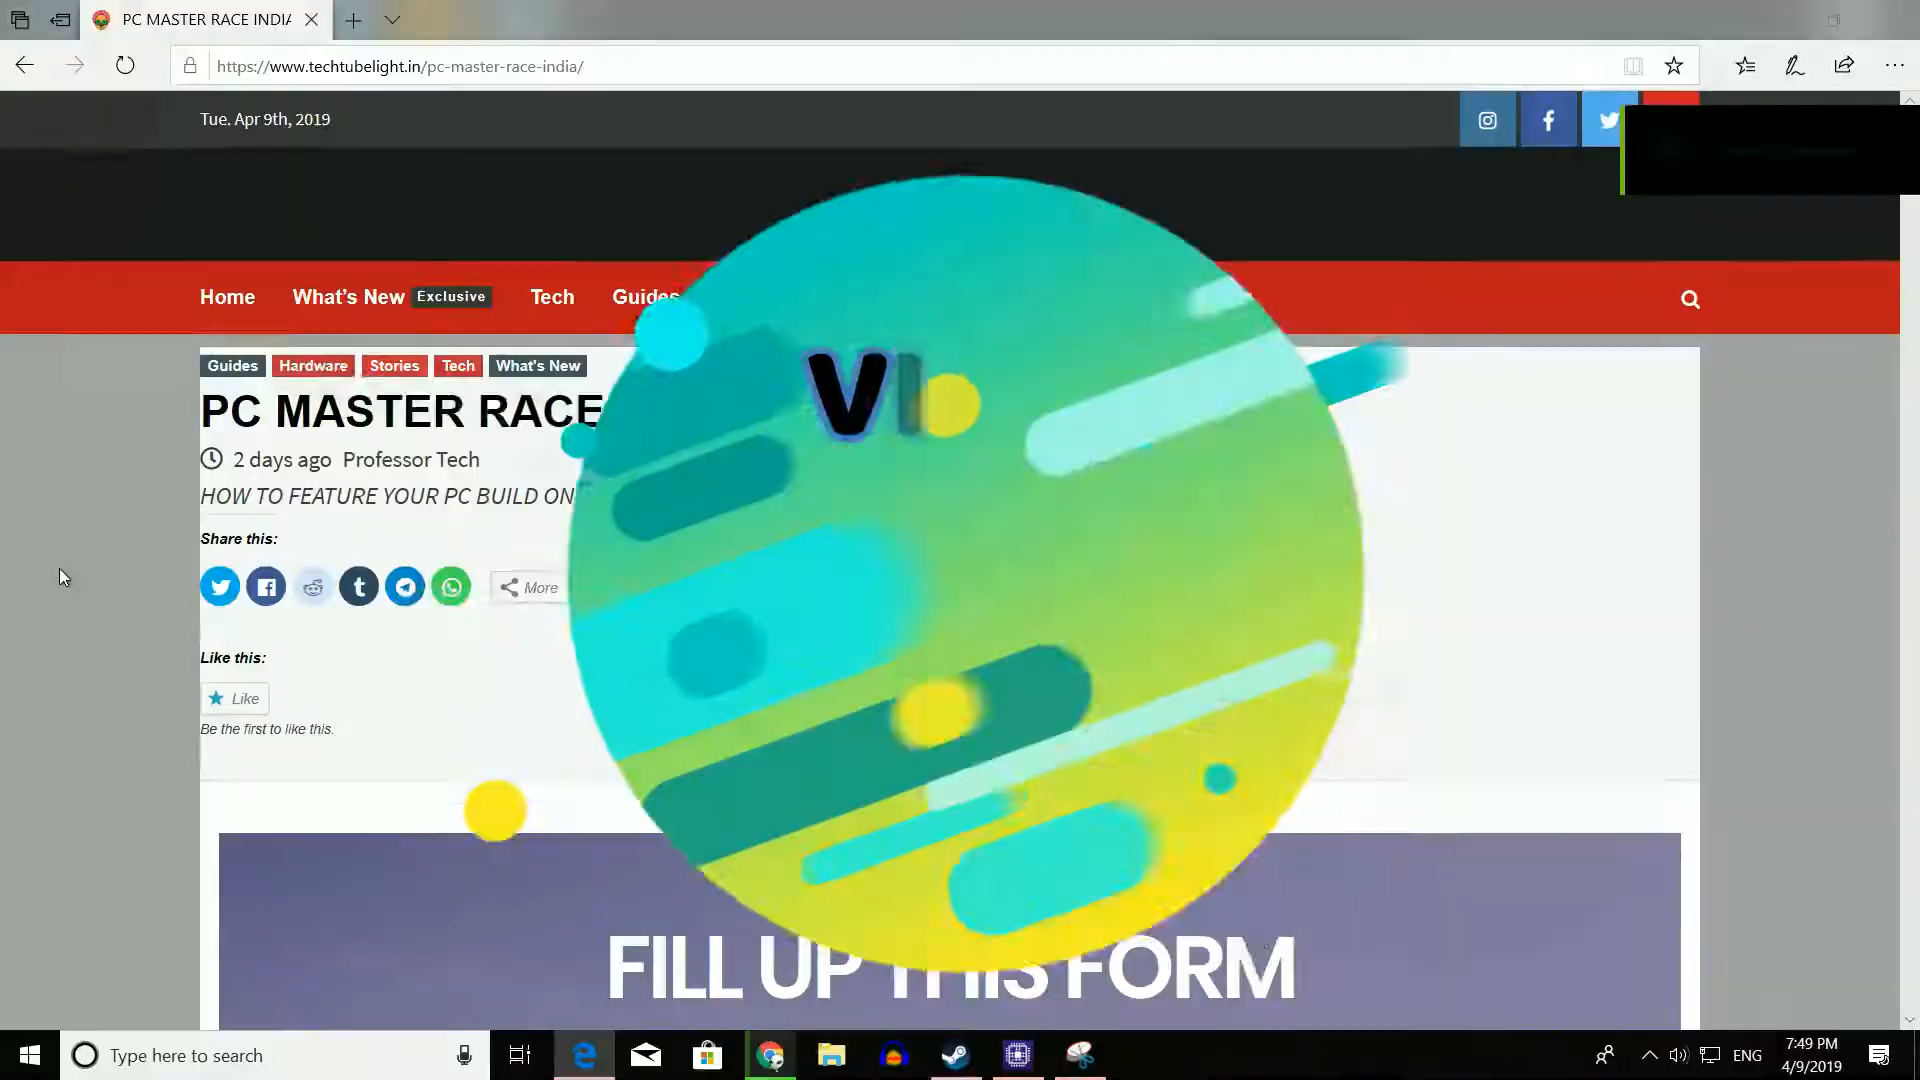 PC MASTER RACE INDIA
https://www.techtubelight.in/pc-master-race-india/
Tue. Apr 9th, 2019
Home What's New Exclusive Tech Guides
Guides Hardware Stories Tech What's New
PC MASTER RACE
2 days ago Professor Tech
HOW TO FEATURE YOUR PC BUILD ON
Share this:
More
Like this:
Like
Be the first to like this.
VI
FILL UP THIS FORM
Type here to search
ENG
7:49 PM
4/9/2019